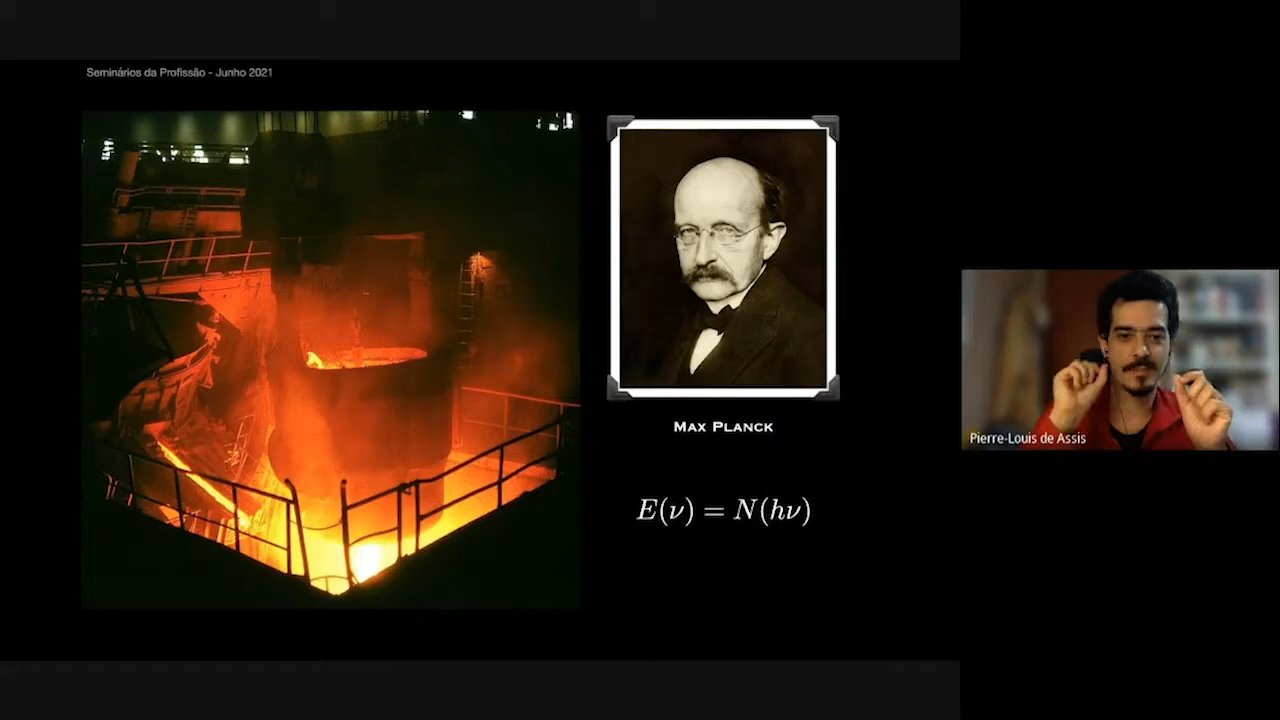 Seminários da Profissão - Junho 2021
MAX PLANCK
E(ν) = N(hν)
Pierre-Louis de Assis